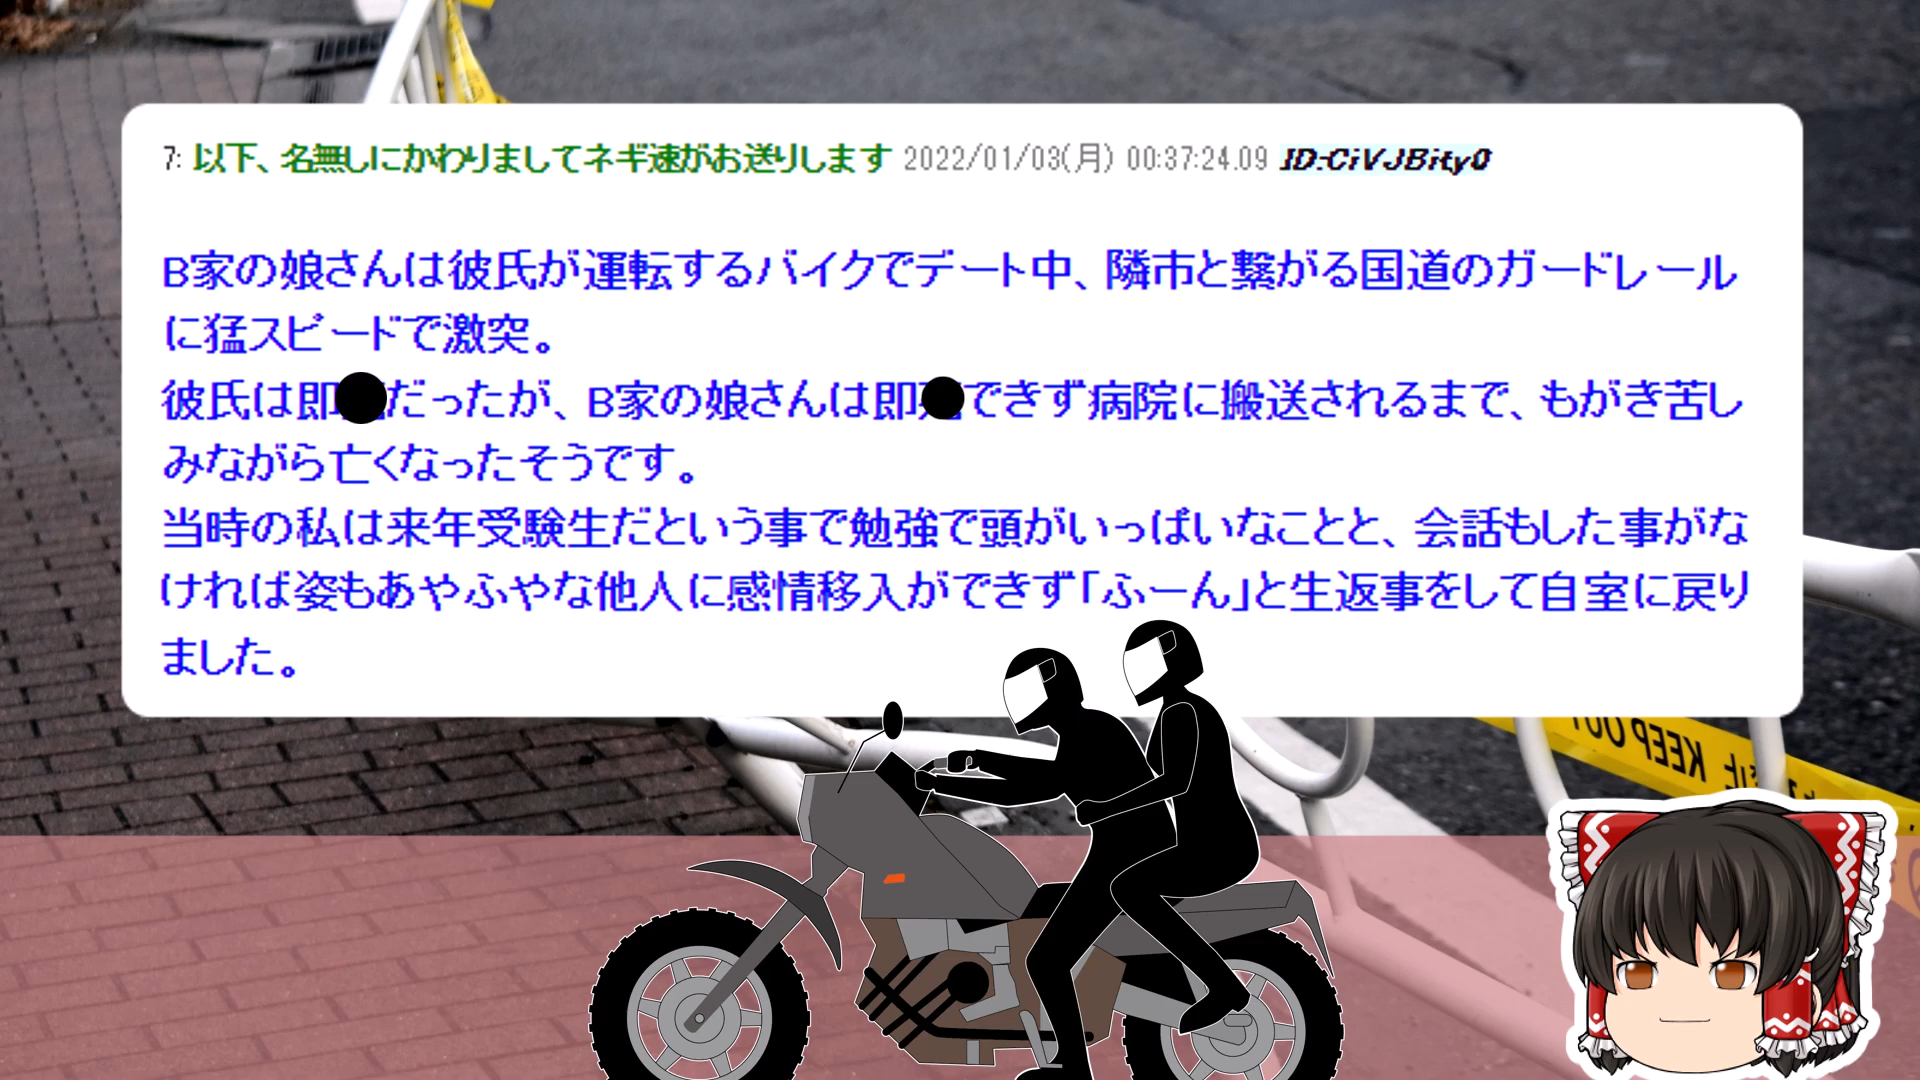 7: 以下、名無しにかわりましてネギ速がお送りします 2022/01/03(月) 00:37:24.09 ID:CiVJBity0
B家の娘さんは彼氏が運転するバイクでデート中、隣市と繋がる国道のガードレール
に猛スピードで激突。
彼氏は即●だったが、B家の娘さんは即●できず病院に搬送されるまで、もがき苦し
みながら亡くなったそうです。
当時の私は来年受験生だという事で勉強で頭がいっぱいなことと、会話もした事がな
ければ姿もあやふやな他人に感情移入ができず「ふーん」と生返事をして自室に戻り
ました。
KEEP OUT